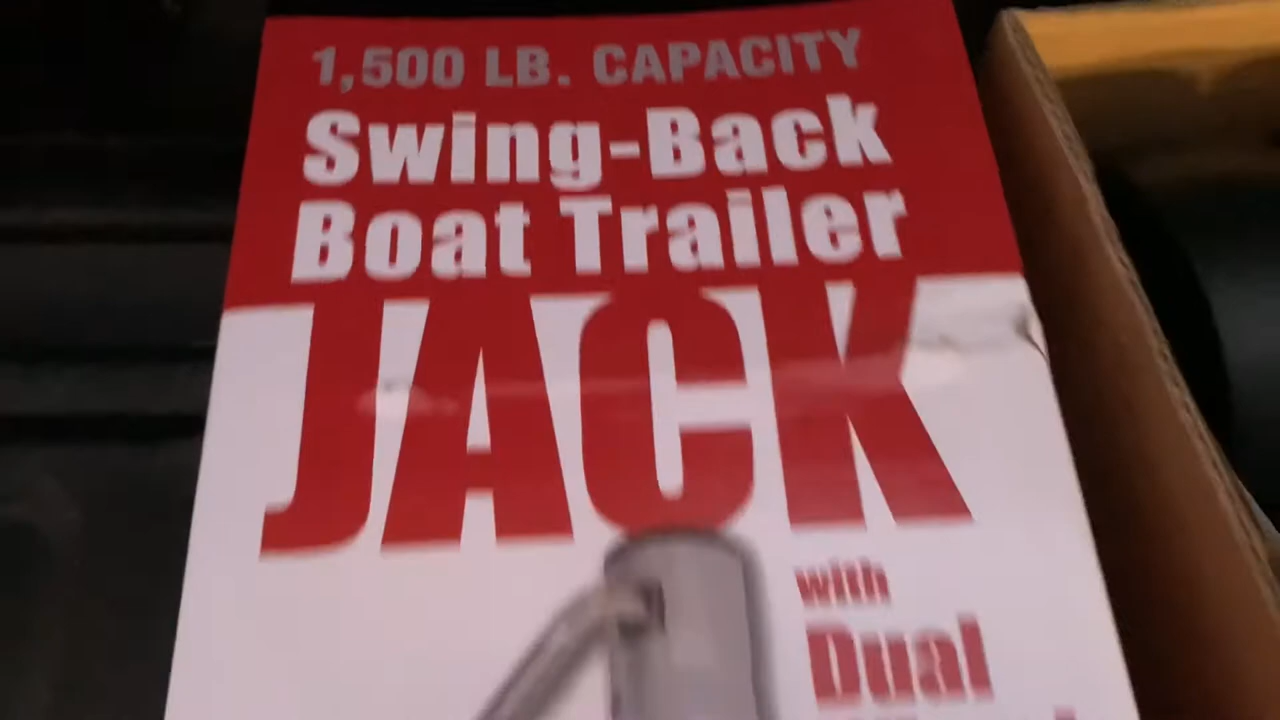 1,500 LB. CAPACITY
Swing-Back
Boat Trailer
JACK
with
Dual